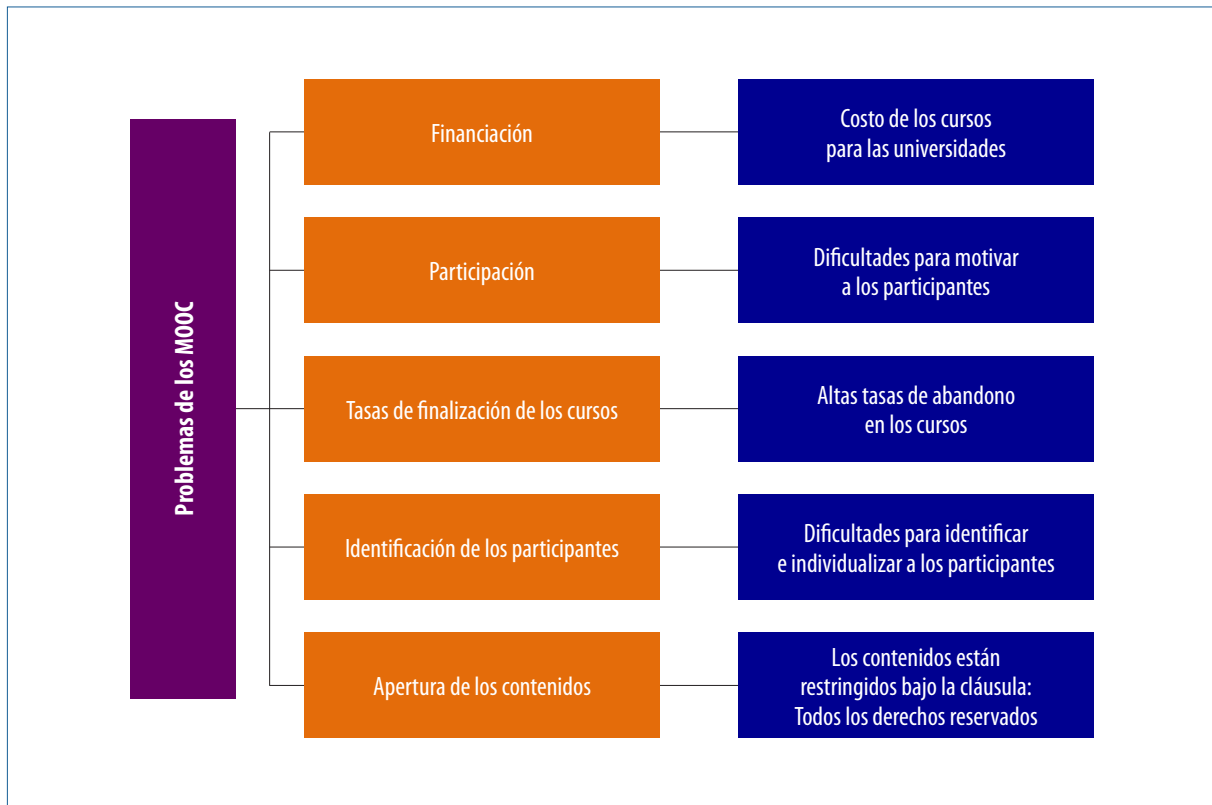 Problemas de los MOOC
Financiación
Costo de los cursos
para las universidades
Participación
Dificultades para motivar
a los participantes
Tasas de finalización de los cursos
Altas tasas de abandono
en los cursos
Identificación de los participantes
Dificultades para identificar
e individualizar a los participantes
Apertura de los contenidos
Los contenidos están
restringidos bajo la cláusula:
Todos los derechos reservados